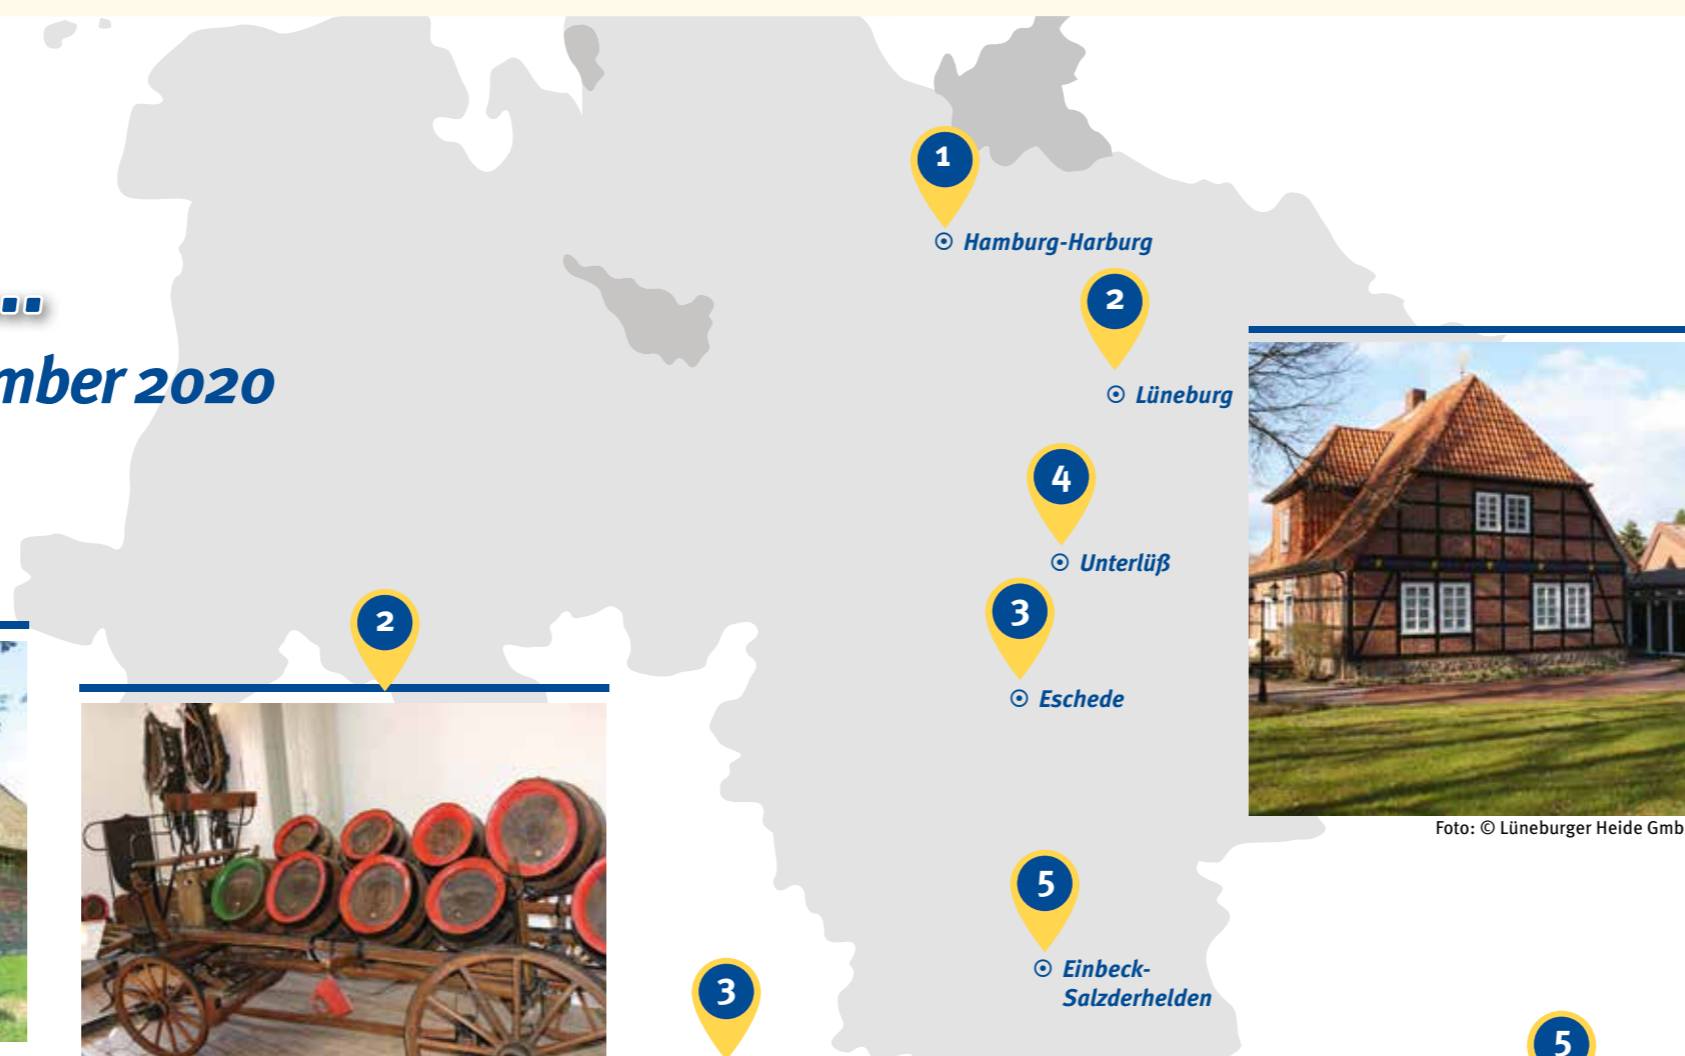 1
Hamburg-Harburg
2
Lüneburg
mber 2020
4
Unterlüß
3
Eschede
2
Foto: © Lüneburger Heide Gmb
5
Einbeck-
Salzderhelden
3
5